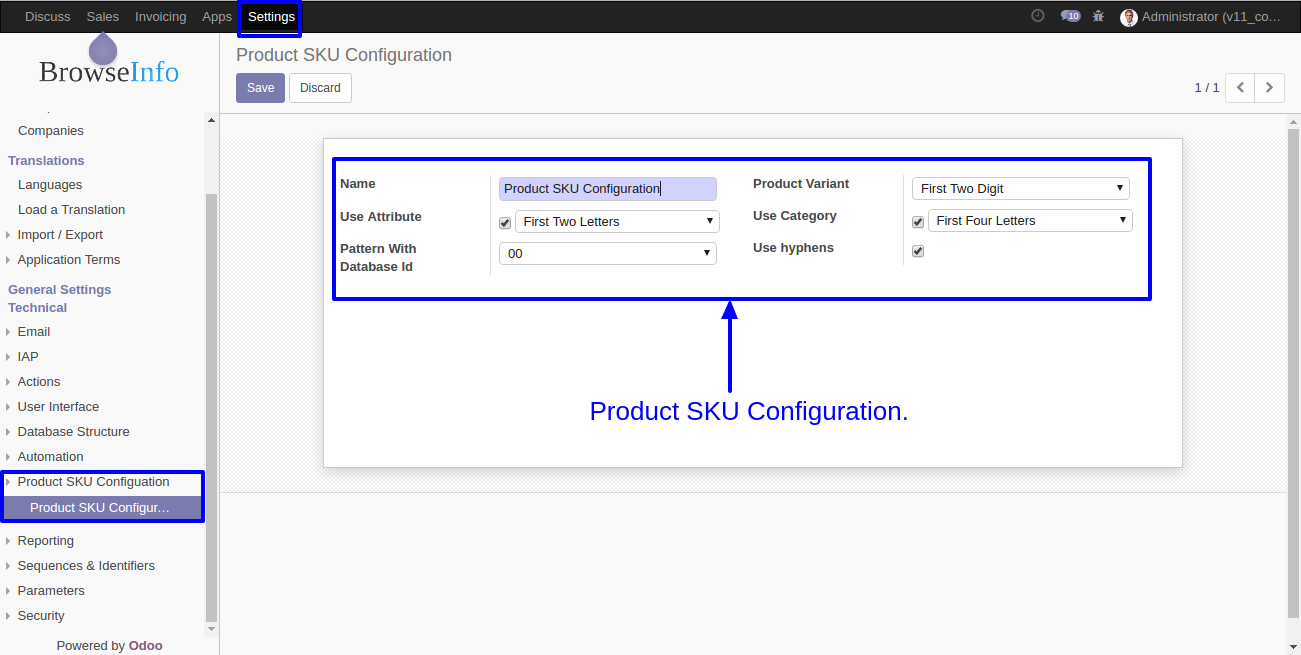 Discuss Sales Invoicing Apps Settings 10 Administrator (v11_co...
BrowseInfo
Product SKU Configuration
Save Discard 1 / 1
Companies
Translations
Languages
Load a Translation
Import / Export
Application Terms
General Settings
Technical
Email
IAP
Actions
User Interface
Database Structure
Automation
Product SKU Configuation
Product SKU Configur...
Reporting
Sequences & Identifiers
Parameters
Security
Powered by Odoo
Name Product SKU Configuration Product Variant First Two Digit
Use Attribute First Two Letters Use Category First Four Letters
Pattern With Database Id 00 Use hyphens
Product SKU Configuration.